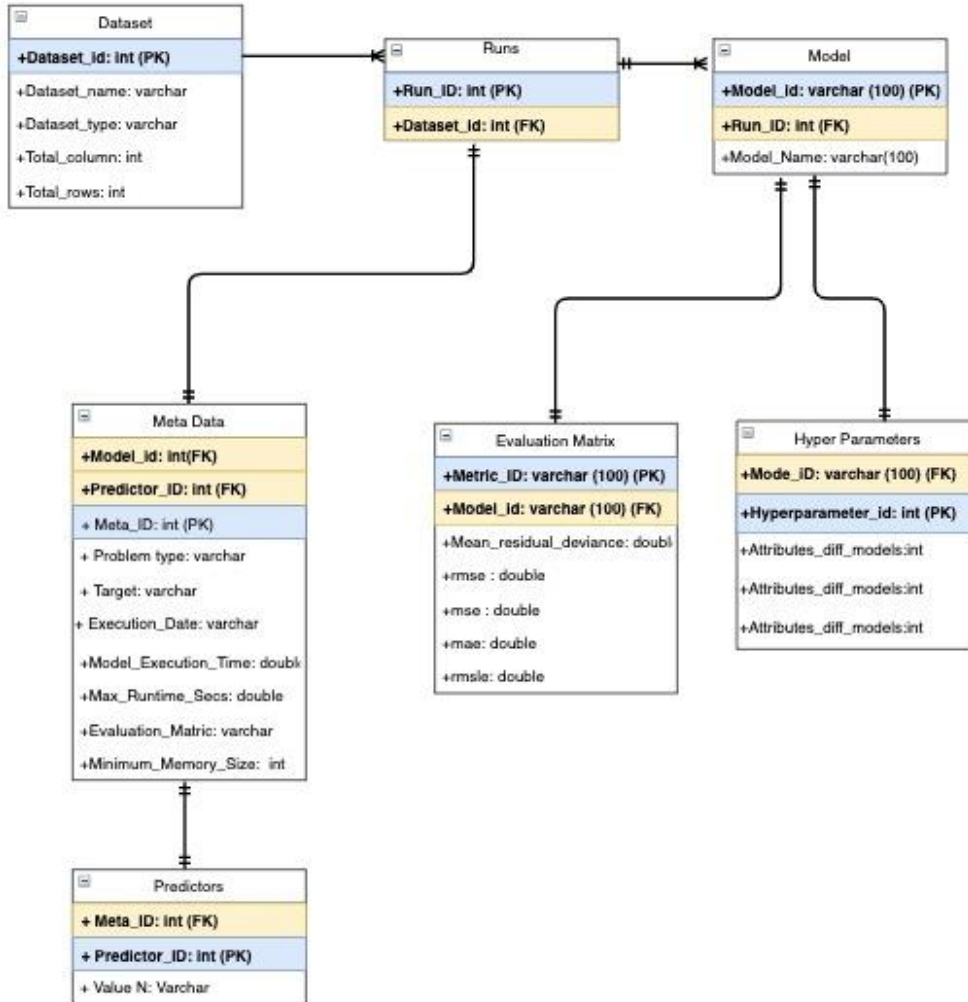 Dataset
+Dataset_id: int (PK)
+Dataset_name: varchar
+Dataset_type: varchar
+Total_column: int
+Total_rows: int
Runs
+Run_ID: int (PK)
+Dataset_id: int (FK)
Model
+Model_id: varchar (100) (PK)
+Run_ID: int (FK)
+Model_Name: varchar(100)
Meta Data
+Model_id: int(FK)
+Predictor_ID: int (FK)
+ Meta_ID: int (PK)
+ Problem type: varchar
+ Target: varchar
+ Execution_Date: varchar
+Model_Execution_Time: doubl
+Max_Runtime_Secs: double
+Evaluation_Matric: varchar
+Minimum_Memory_Size: int
Evaluation Matrix
+Metric_ID: varchar (100) (PK)
+Model_id: varchar (100) (FK)
+Mean_residual_deviance: doubl
+rmse : double
+mse : double
+mae: double
+rmsle: double
Hyper Parameters
+Mode_iD: varchar (100) (FK)
+Hyperparameter_id: int (PK)
+Attributes_diff_models:int
+Attributes_diff_models:int
+Attributes_diff_models:int
Predictors
+ Meta_ID: int (FK)
+ Predictor_ID: int (PK)
+ Value N: Varchar